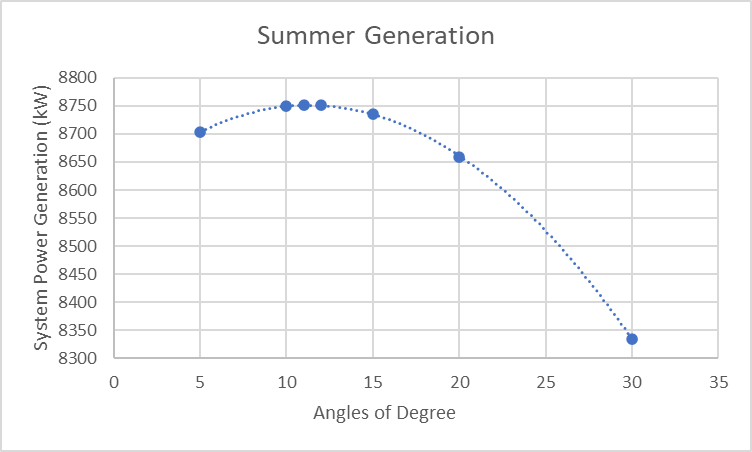 Summer Generation
System Power Generation (kW)
8800
8750
8700
8650
8600
8550
8500
8450
8400
8350
8300
0 5 10 15 20 25 30 35
Angles of Degree